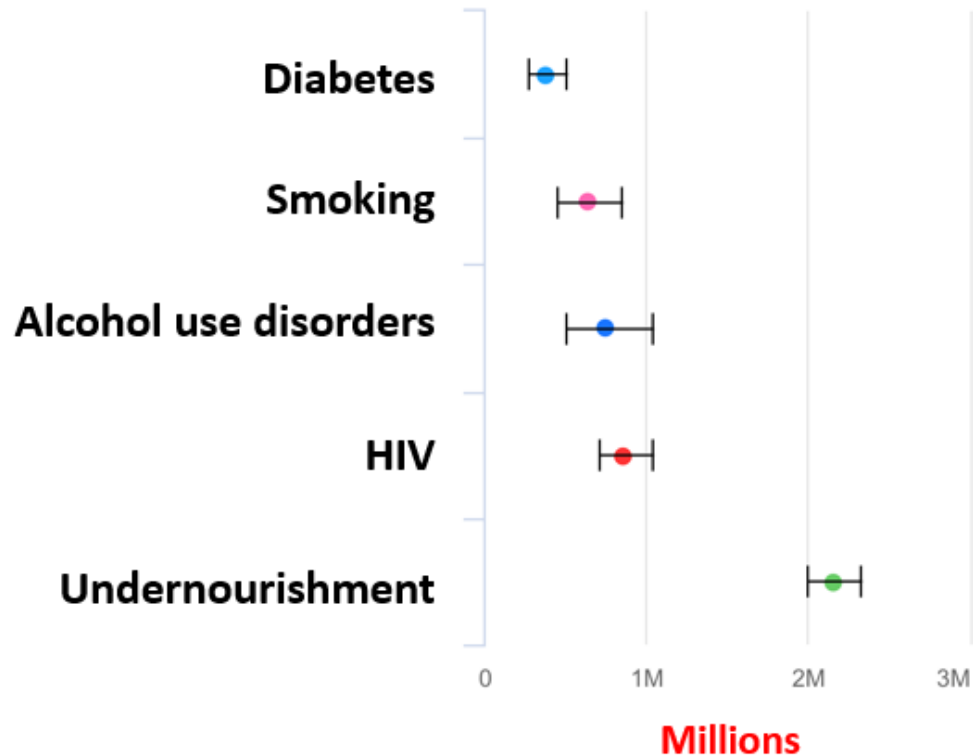 Diabetes
Smoking
Alcohol use disorders
HIV
Undernourishment
0 1M 2M 3M
Millions